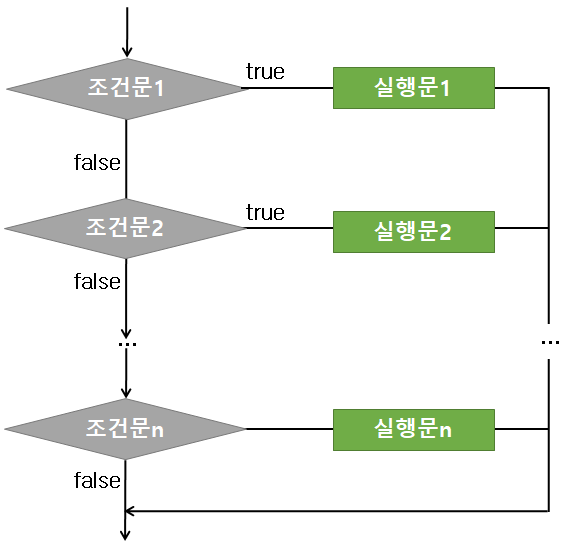 true
조건문1
실행문1
false
true
조건문2
실행문2
false
...
...
조건문n
실행문n
false